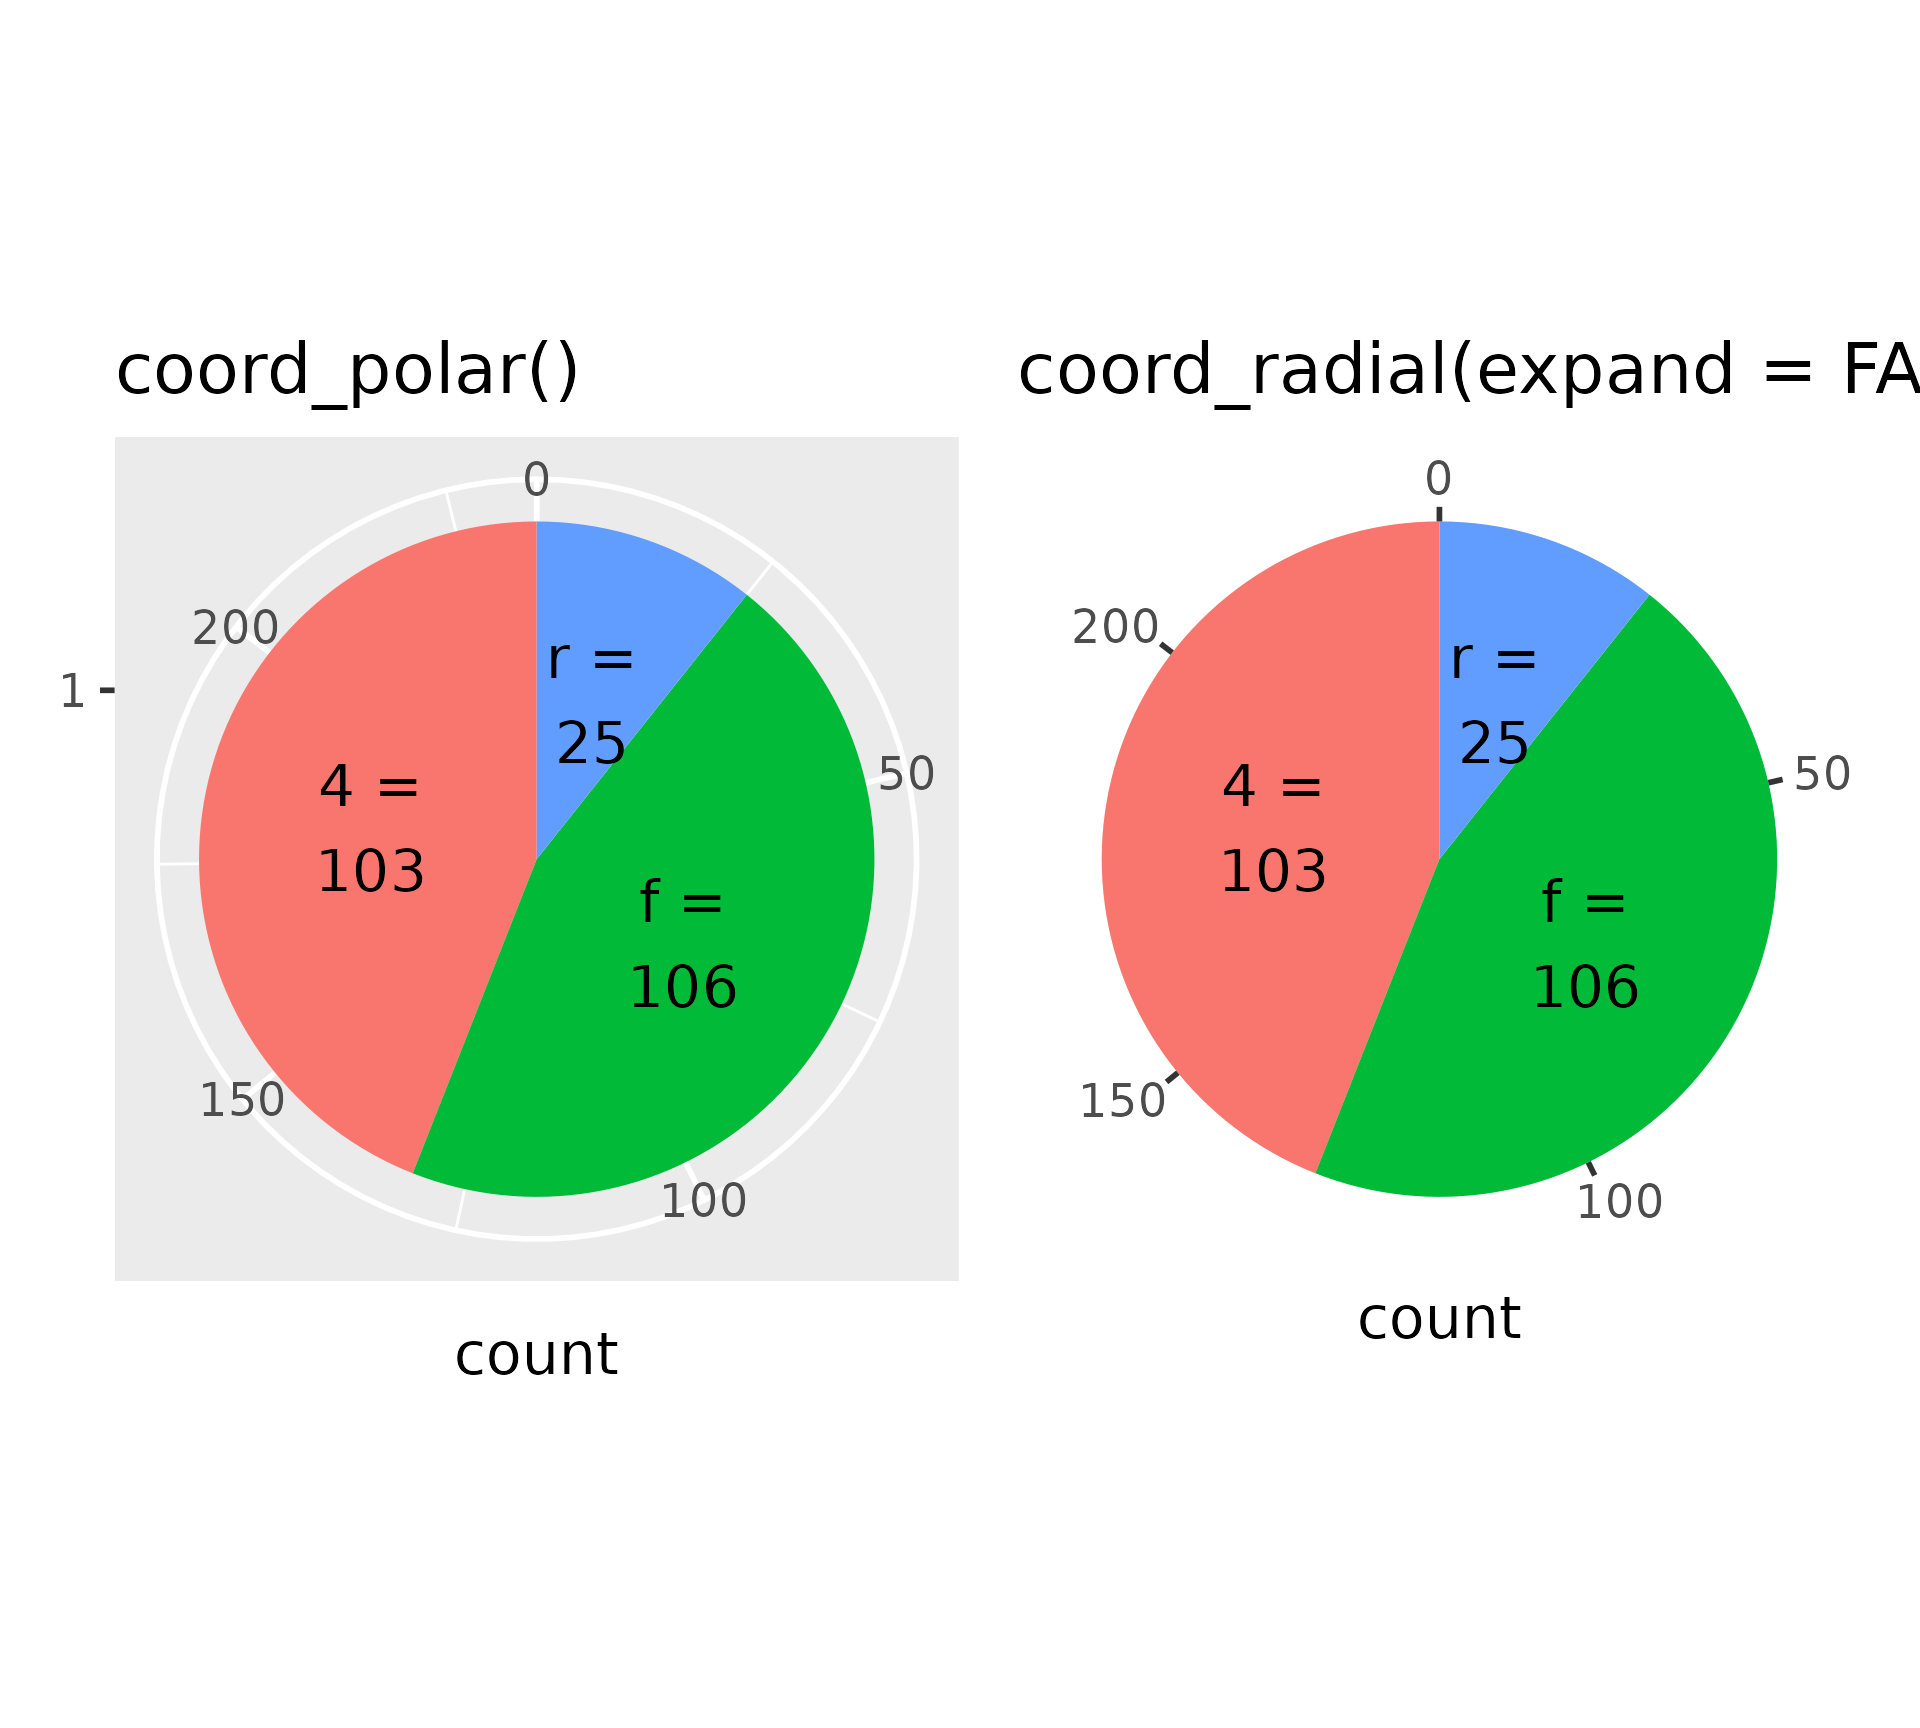 coord_polar()
0
200
1
r =
25
50
4 =
103
f =
106
150
100
count
coord_radial(expand = FA
0
200
r =
25
50
4 =
103
f =
106
150
100
count